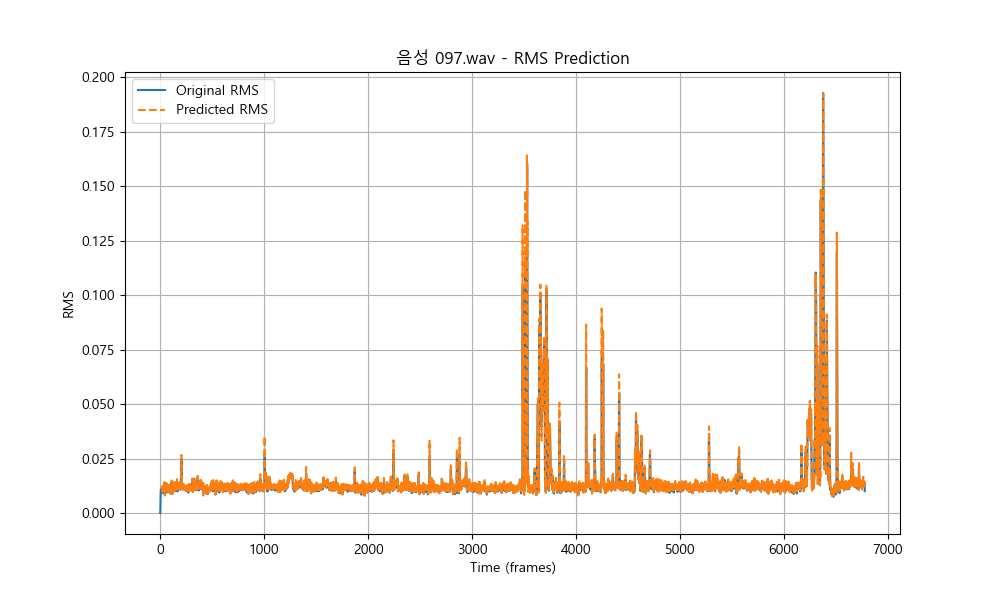 음성 097.wav - RMS Prediction
Original RMS
Predicted RMS
0.200
0.175
0.150
0.125
0.100
0.075
0.050
0.025
0.000
RMS
0 1000 2000 3000 4000 5000 6000 7000
Time (frames)